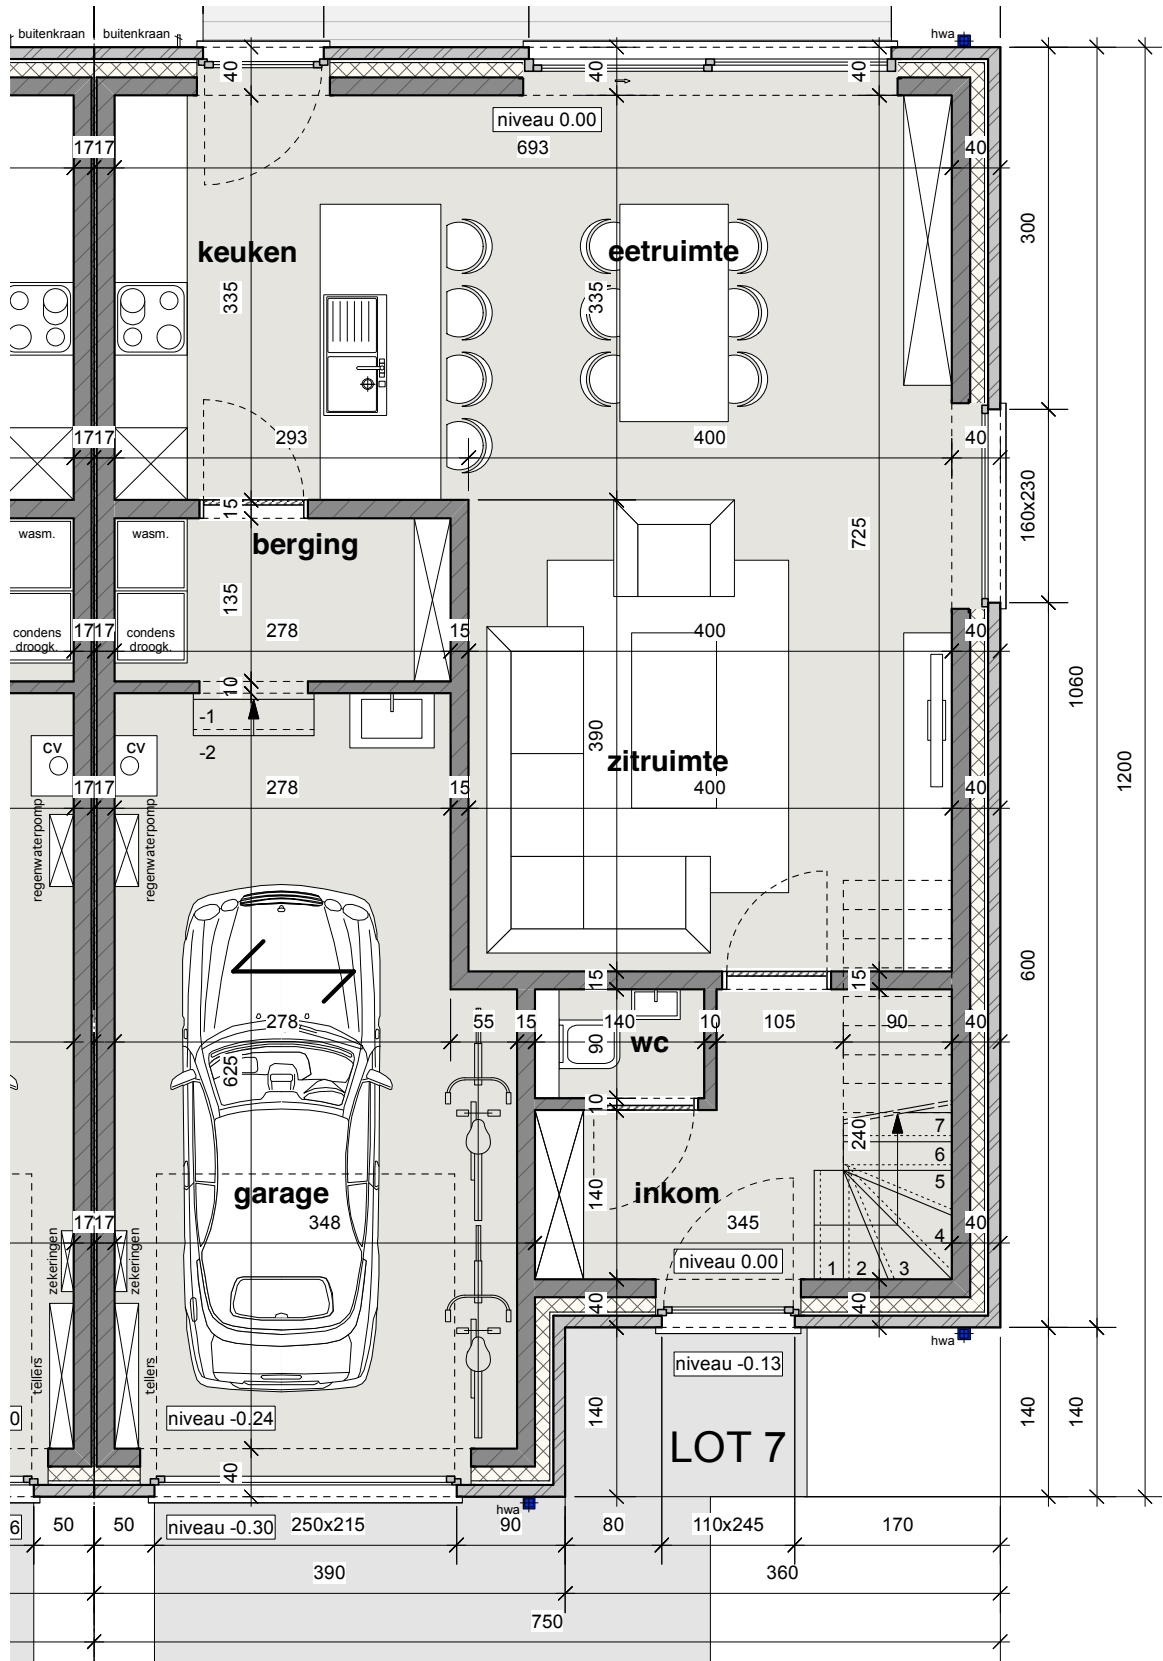 buitenkraan buitenkraan hwa
40 40 40
niveau 0.00
1717 693 40
300
keuken eetruimte
335 335
1717 293 400 40
15
wasm. wasm. berging 725 160x230
135
condens droogk. condens droogk.
1717 278 15 400 40
10
-1
-2
390
1060
CV CV zitruimte
1200
1717 278 15 400 40
regenwaterpomp regenwaterpomp
15 15
600
278 55 15 140 10 105 90 40
90 wc
625
10
240
7
6
5
4
1 2 3
garage 140 inkom
1717 348 345 40
zekeringen zekeringen
niveau 0.00
40 40
hwa
tellers tellers
niveau -0.13
140 140 140
0 niveau -0.24
LOT 7
40
hwa
6 50 50 niveau -0.30 250x215 90 80 110x245 170
390 360
750